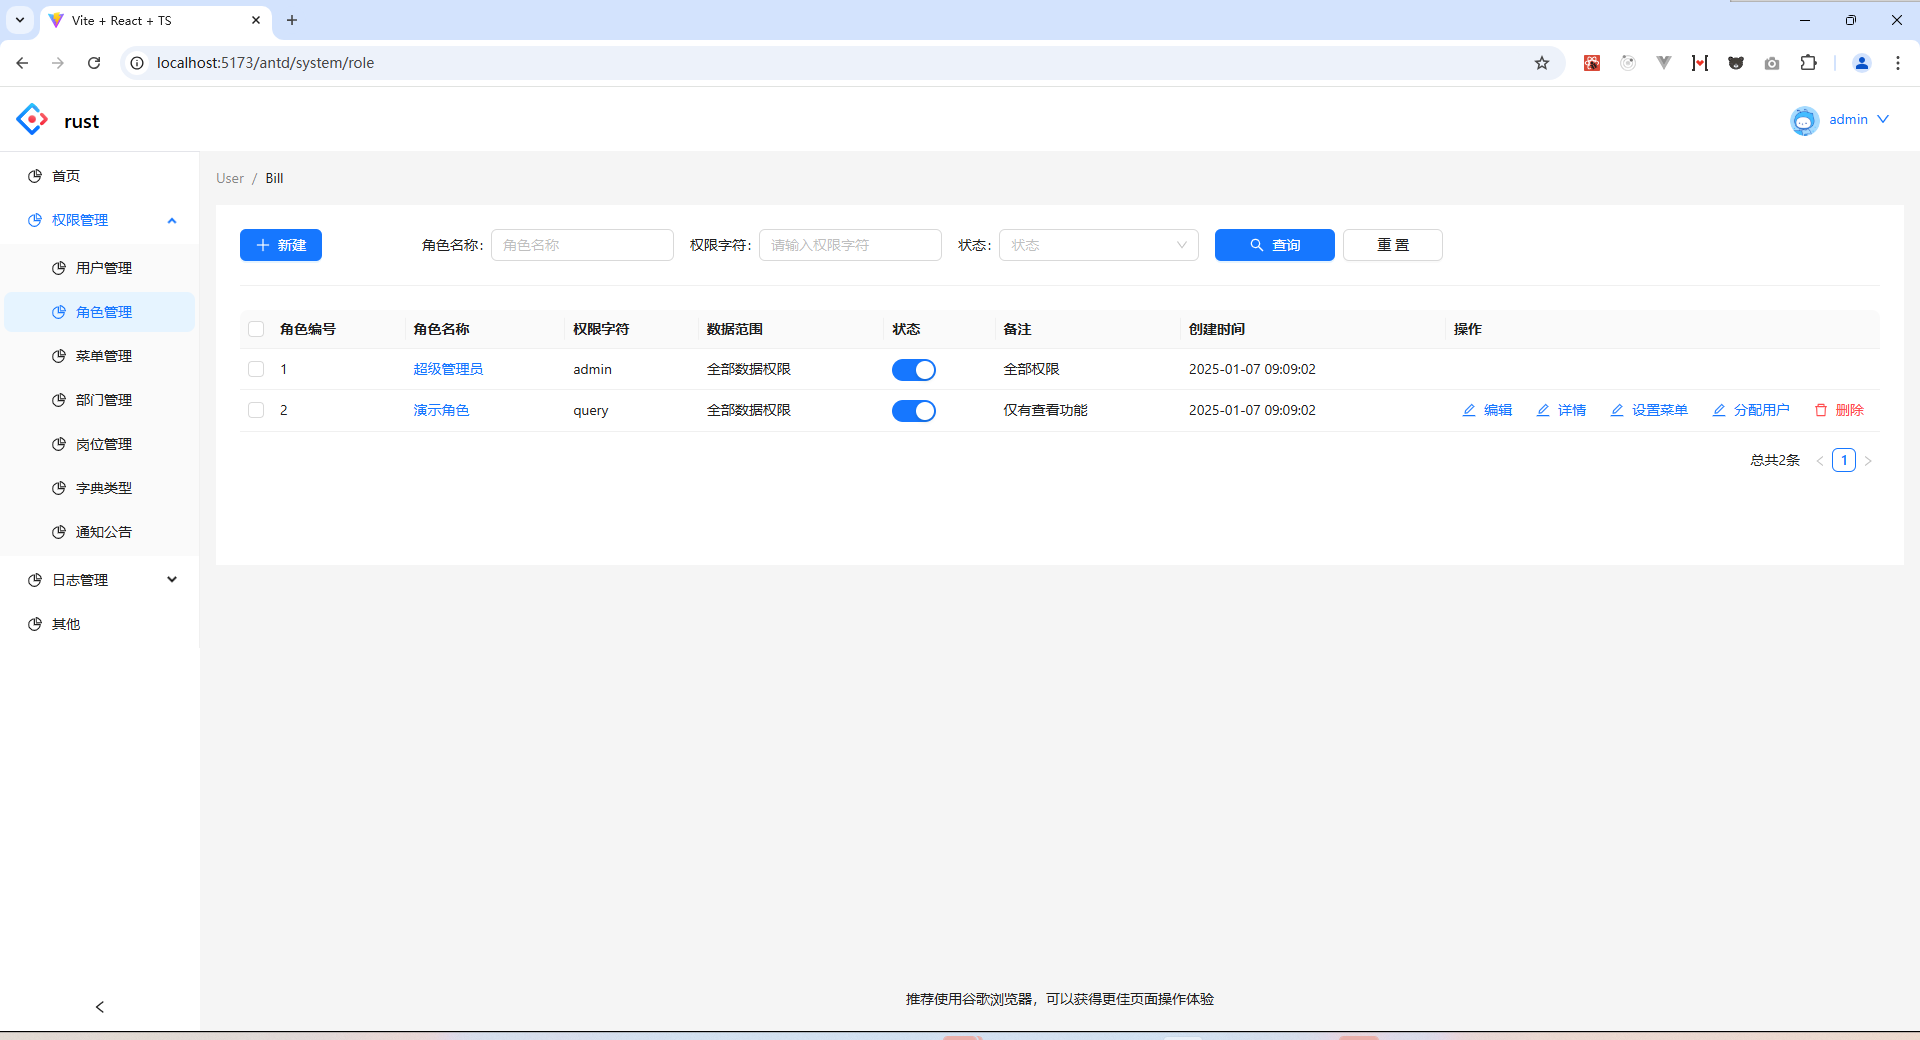 Vite + React + TS
localhost:5173/antd/system/role
rust
admin
首页
权限管理
用户管理
角色管理
菜单管理
部门管理
岗位管理
字典类型
通知公告
日志管理
其他
User / Bill
新建 角色名称: 角色名称 权限字符: 请输入权限字符 状态: 状态 查询 重 置
角色编号 角色名称 权限字符 数据范围 状态 备注 创建时间 操作
1 超级管理员 admin 全部数据权限 全部权限 2025-01-07 09:09:02
2 演示角色 query 全部数据权限 仅有查看功能 2025-01-07 09:09:02 编辑 详情 设置菜单 分配用户 删除
总共2条 1
推荐使用谷歌浏览器，可以获得更佳页面操作体验